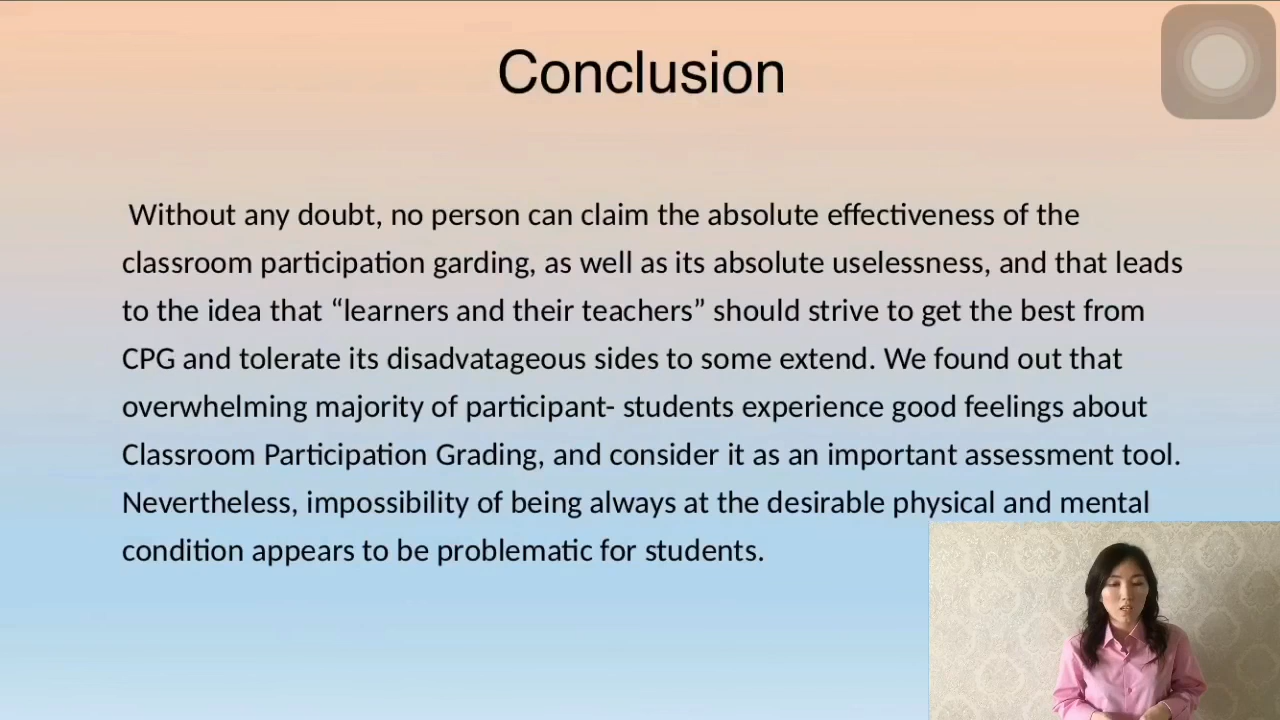 Conclusion
Without any doubt, no person can claim the absolute effectiveness of the
classroom participation garding, as well as its absolute uselessness, and that leads
to the idea that “learners and their teachers” should strive to get the best from
CPG and tolerate its disadvatageous sides to some extend. We found out that
overwhelming majority of participant- students experience good feelings about
Classroom Participation Grading, and consider it as an important assessment tool.
Nevertheless, impossibility of being always at the desirable physical and mental
condition appears to be problematic for students.